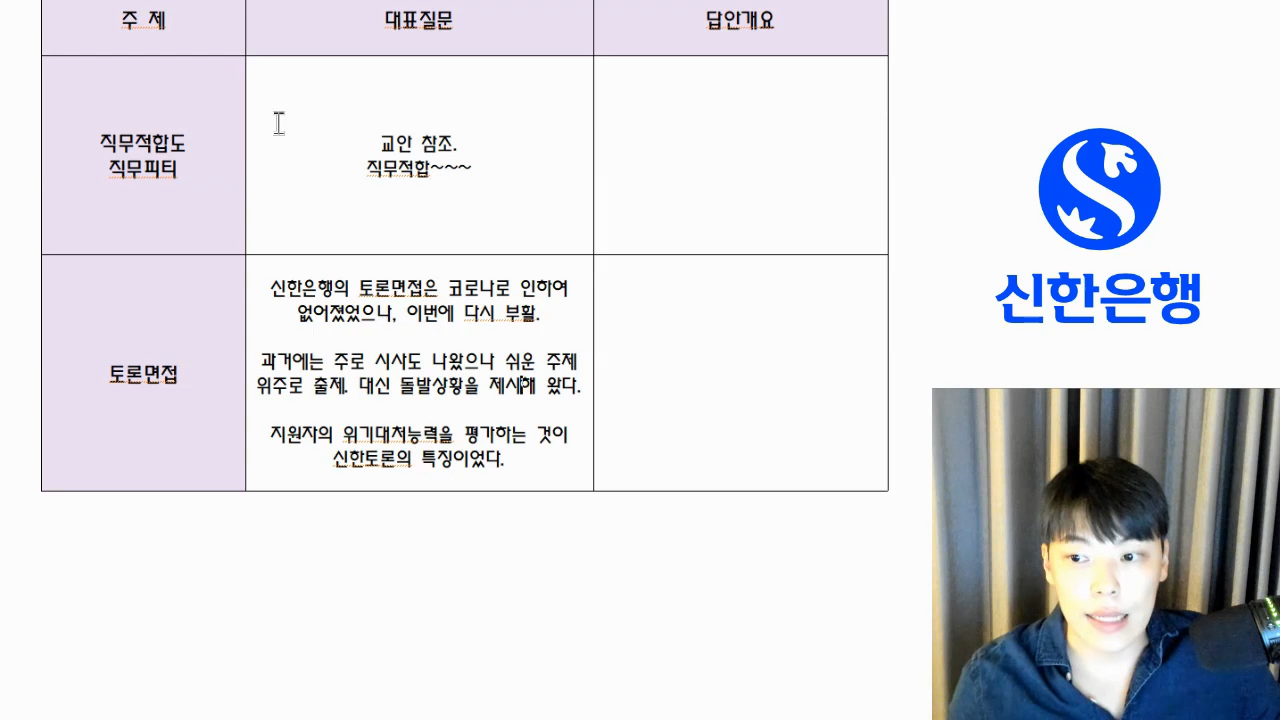 주 제
대표질문
답안개요
직무적합도
직무피티
교안 참조.
직무적합~~~
토론면접
신한은행의 토론면접은 코로나로 인하여
없어졌었으나, 이번에 다시 부활.
과거에는 주로 시사도 나왔으나 쉬운 주제
위주로 출제. 대신 돌발상황을 제시해 왔다.
지원자의 위기대처능력을 평가하는 것이
신한토론의 특징이었다.
신한은행